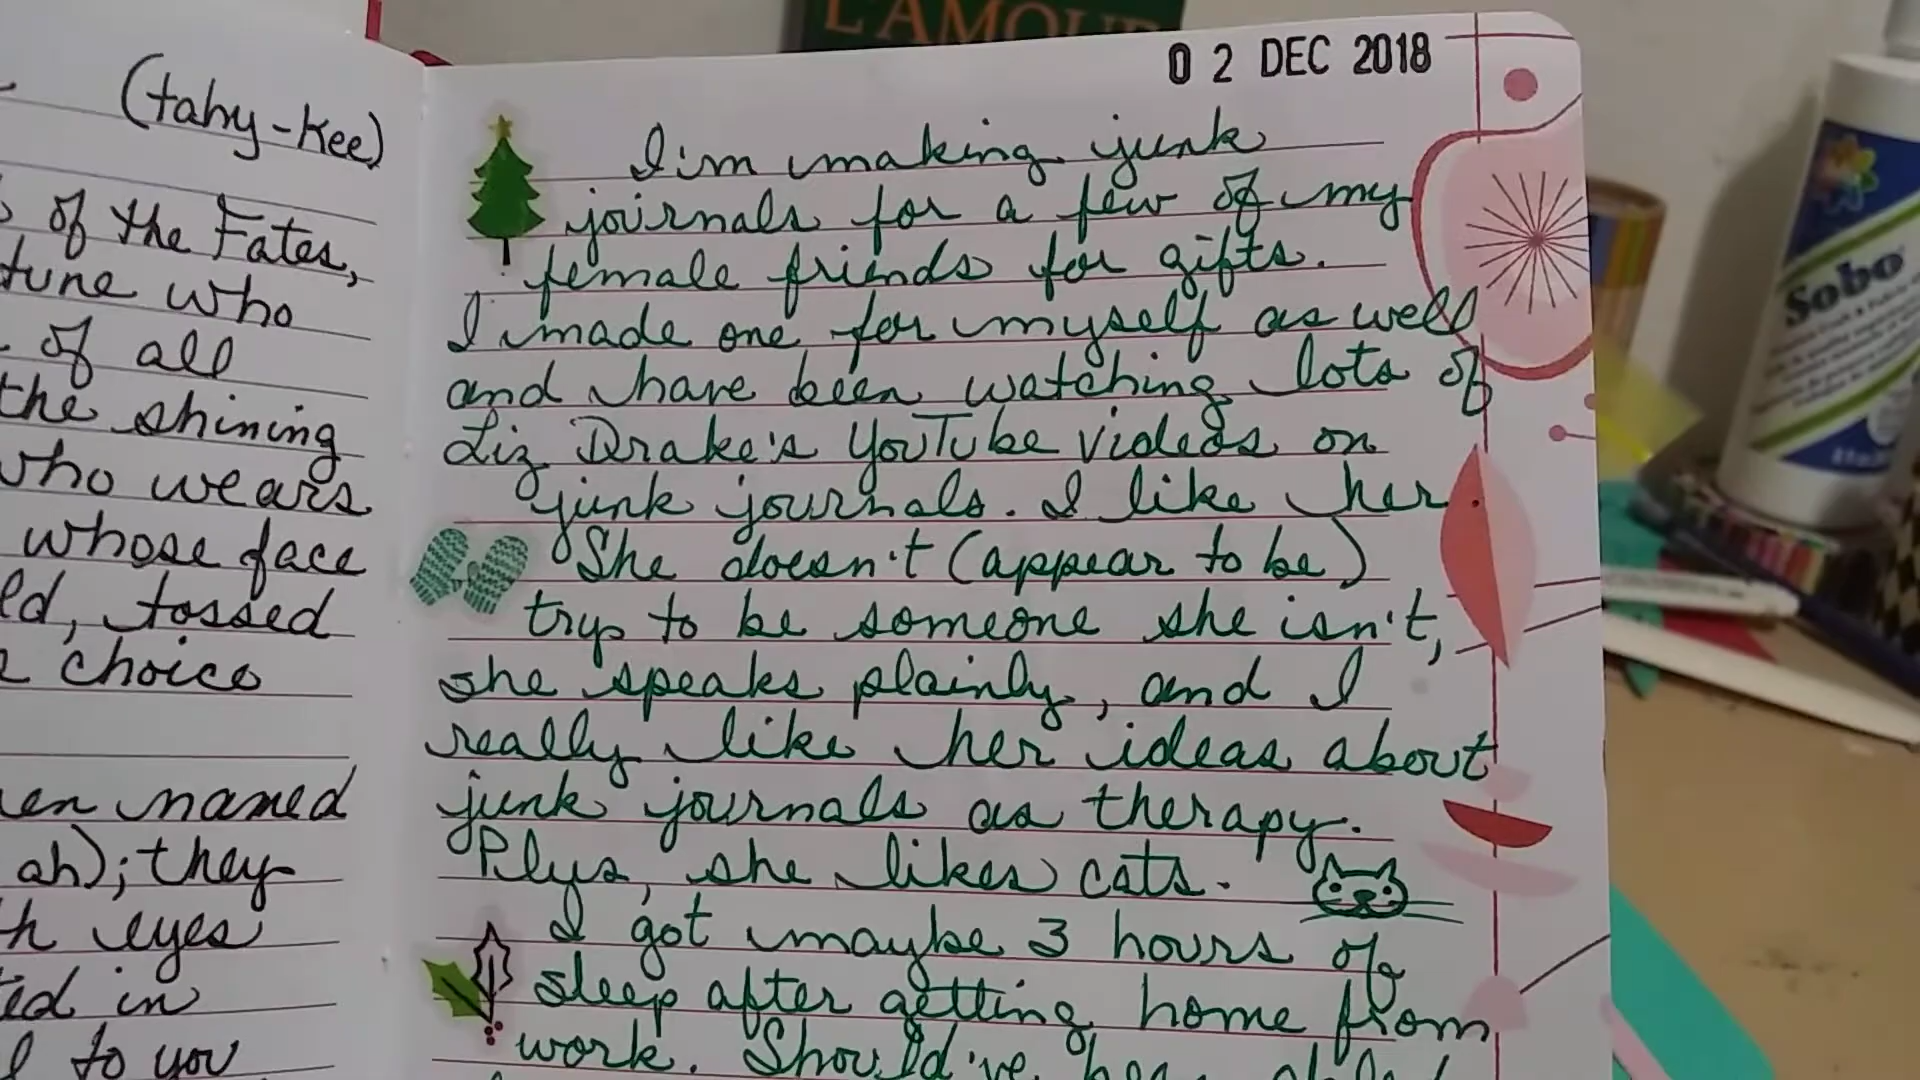 L'AMOUR
(tahy-kee)
of the Fates,
tune who
of all
the shining
who wears
whose face
ld, tossed
choice
en named
ah); they
h eyes
ted in
to you
02 DEC 2018
I'm making junk
journals for a few of my
female friends for gifts.
I made one for myself as well
and have been watching lots of
Liz Drake's YouTube videos on
junk journals. I like her.
She doesn't (appear to be)
try to be someone she isn't,
she speaks plainly, and I
really like her ideas about
junk journals as therapy.
Plus, she likes cats.
I got maybe 3 hours of
sleep after getting home from
work. Should've been able
Sobo